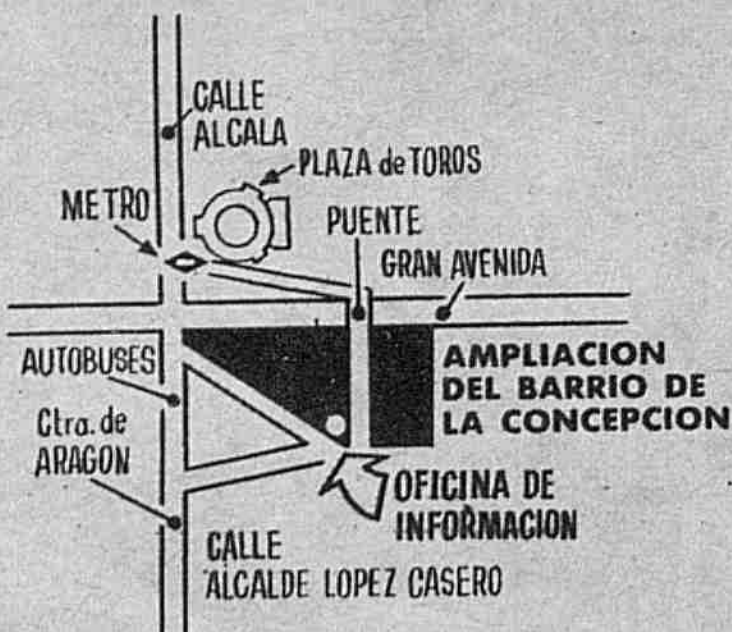 CALLE
ALCALA
PLAZA de TOROS
METRO
PUENTE
GRAN AVENIDA
AUTOBUSES
AMPLIACION
DEL BARRIO DE
LA CONCEPCION
Ctra. de
ARAGON
OFICINA DE
INFORMACION
CALLE
ALCALDE LOPEZ CASERO